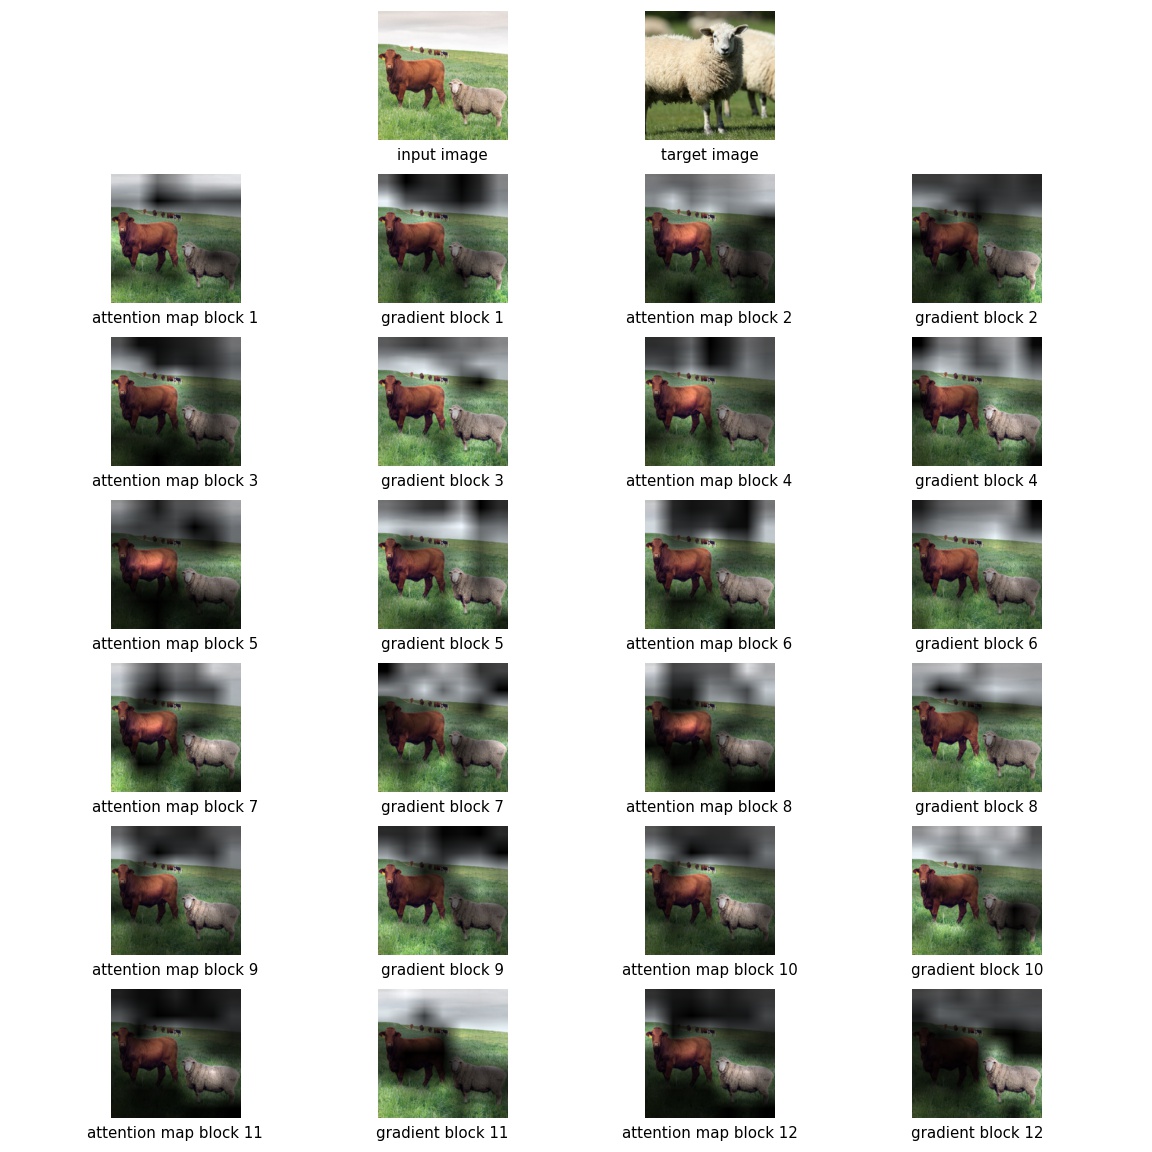 input image
target image
attention map block 1
gradient block 1
attention map block 2
gradient block 2
attention map block 3
gradient block 3
attention map block 4
gradient block 4
attention map block 5
gradient block 5
attention map block 6
gradient block 6
attention map block 7
gradient block 7
attention map block 8
gradient block 8
attention map block 9
gradient block 9
attention map block 10
gradient block 10
attention map block 11
gradient block 11
attention map block 12
gradient block 12